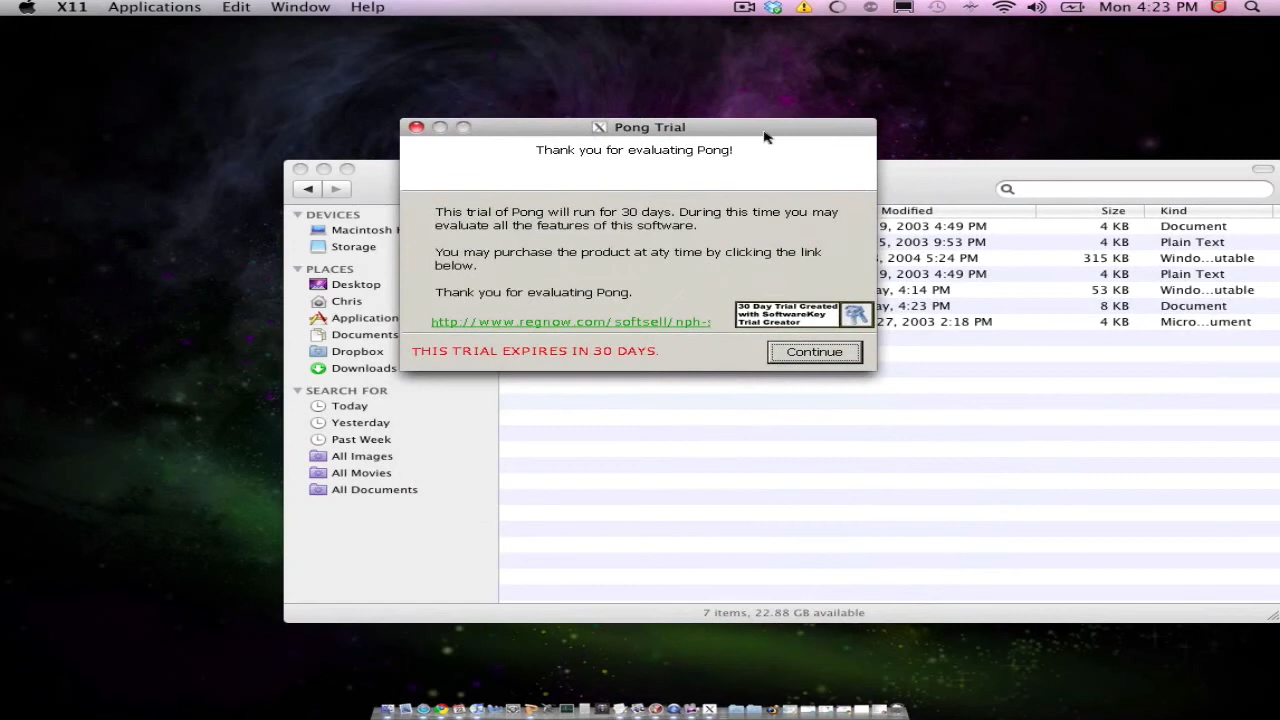 X11 Applications Edit Window Help Mon 4:23 PM
Pong Trial
Thank you for evaluating Pong!
This trial of Pong will run for 30 days. During this time you may
evaluate all the features of this software.
You may purchase the product at aty time by clicking the link
below.
Thank you for evaluating Pong.
http://www.regnow.com/softsell/nph-:
30 Day Trial Created
with SoftwareKey
Trial Creator
THIS TRIAL EXPIRES IN 30 DAYS.
Continue
DEVICES
Macintosh
Storage
PLACES
Desktop
Chris
Application
Documents
Dropbox
Downloads
SEARCH FOR
Today
Yesterday
Past Week
All Images
All Movies
All Documents
Modified Size Kind
9, 2003 4:49 PM 4 KB Document
5, 2003 9:53 PM 4 KB Plain Text
, 2004 5:24 PM 315 KB Windo...utable
9, 2003 4:49 PM 4 KB Plain Text
ay, 4:14 PM 53 KB Windo...utable
ay, 4:23 PM 8 KB Document
27, 2003 2:18 PM 4 KB Micro...ument
7 items, 22.88 GB available